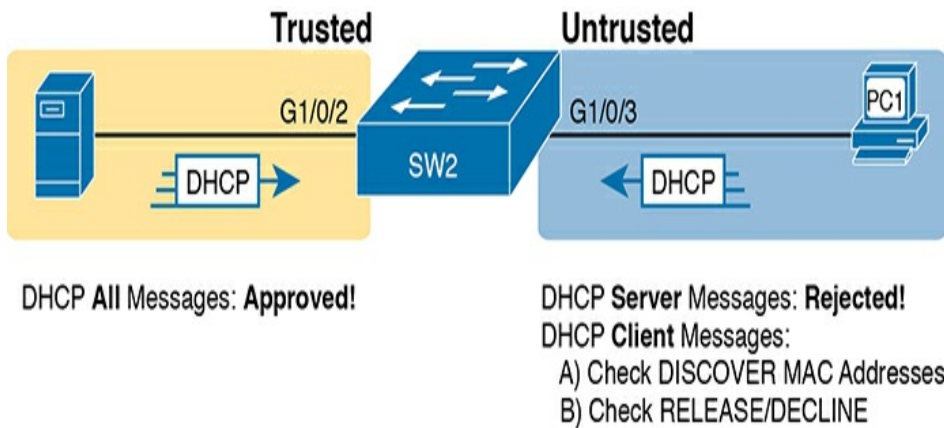 Trusted
Untrusted
G1/0/2
G1/0/3
PC1
SW2
DHCP
DHCP
DHCP All Messages: Approved!
DHCP Server Messages: Rejected!
DHCP Client Messages:
A) Check DISCOVER MAC Addresses
B) Check RELEASE/DECLINE